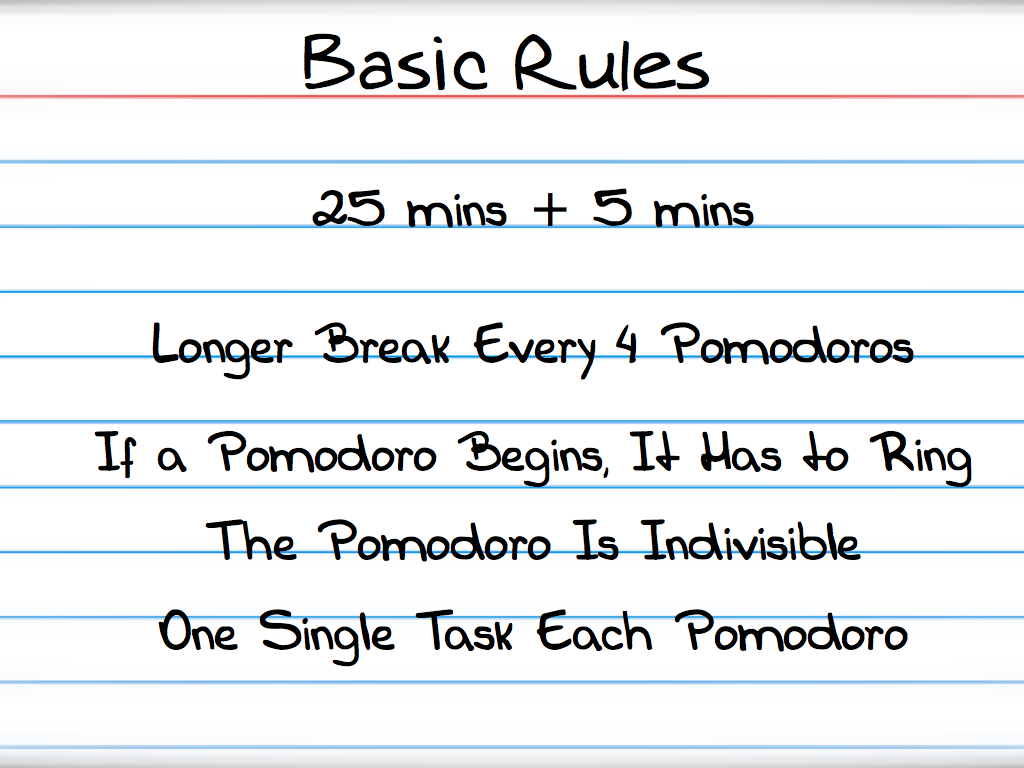 Basic Rules
25 mins + 5 mins
Longer Break Every 4 Pomodoros
If a Pomodoro Begins, It Has to Ring
The Pomodoro Is Indivisible
One Single Task Each Pomodoro